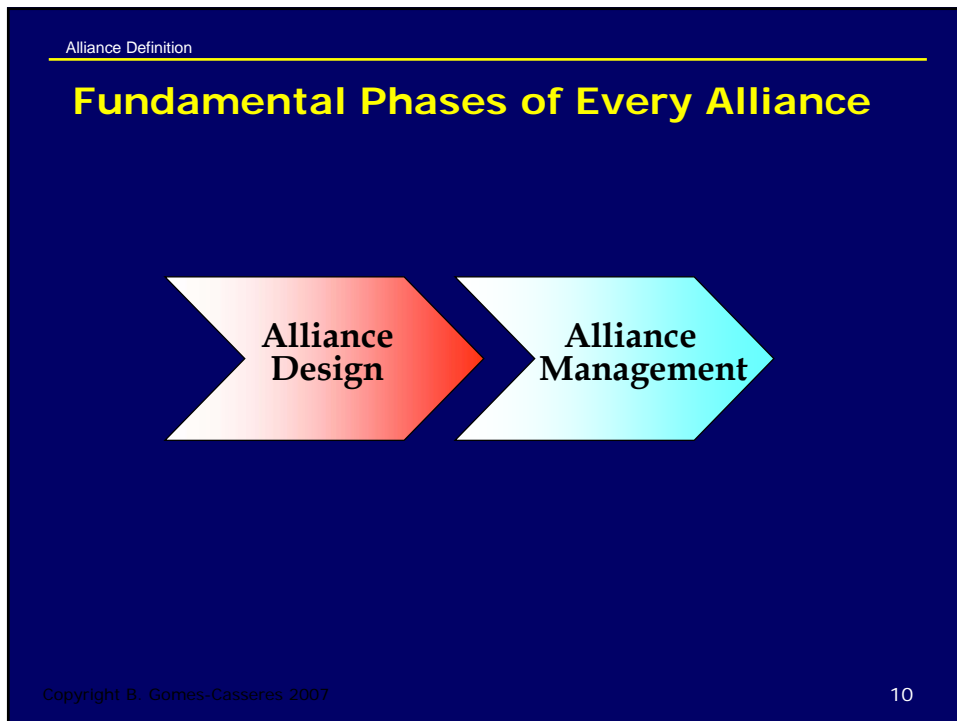 Alliance Definition
Fundamental Phases of Every Alliance
Alliance
Design
Alliance
Management
Copyright B. Gomes-Casseres 2007
10